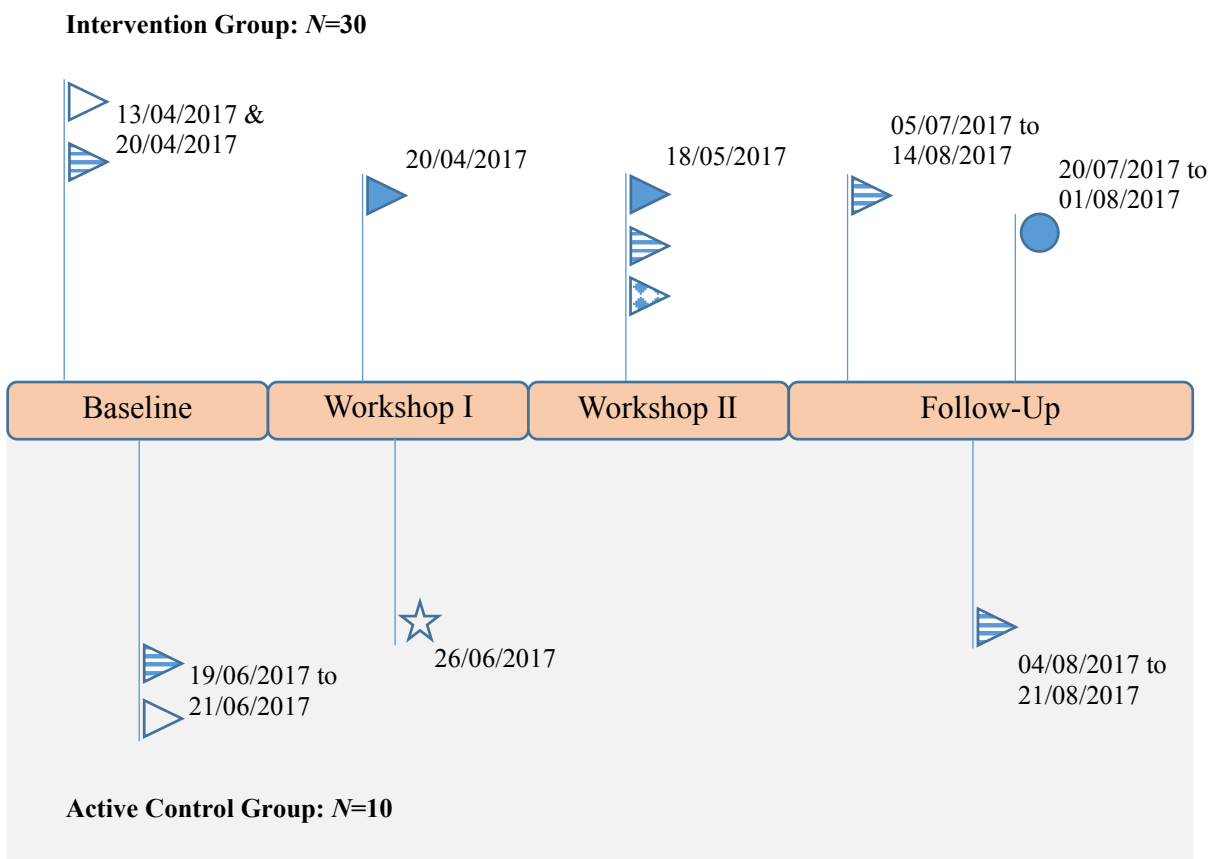 Intervention Group: N=30
13/04/2017 &
20/04/2017
20/04/2017
18/05/2017
05/07/2017 to
14/08/2017
20/07/2017 to
01/08/2017
Baseline
Workshop I
Workshop II
Follow-Up
19/06/2017 to
21/06/2017
26/06/2017
04/08/2017 to
21/08/2017
Active Control Group: N=10